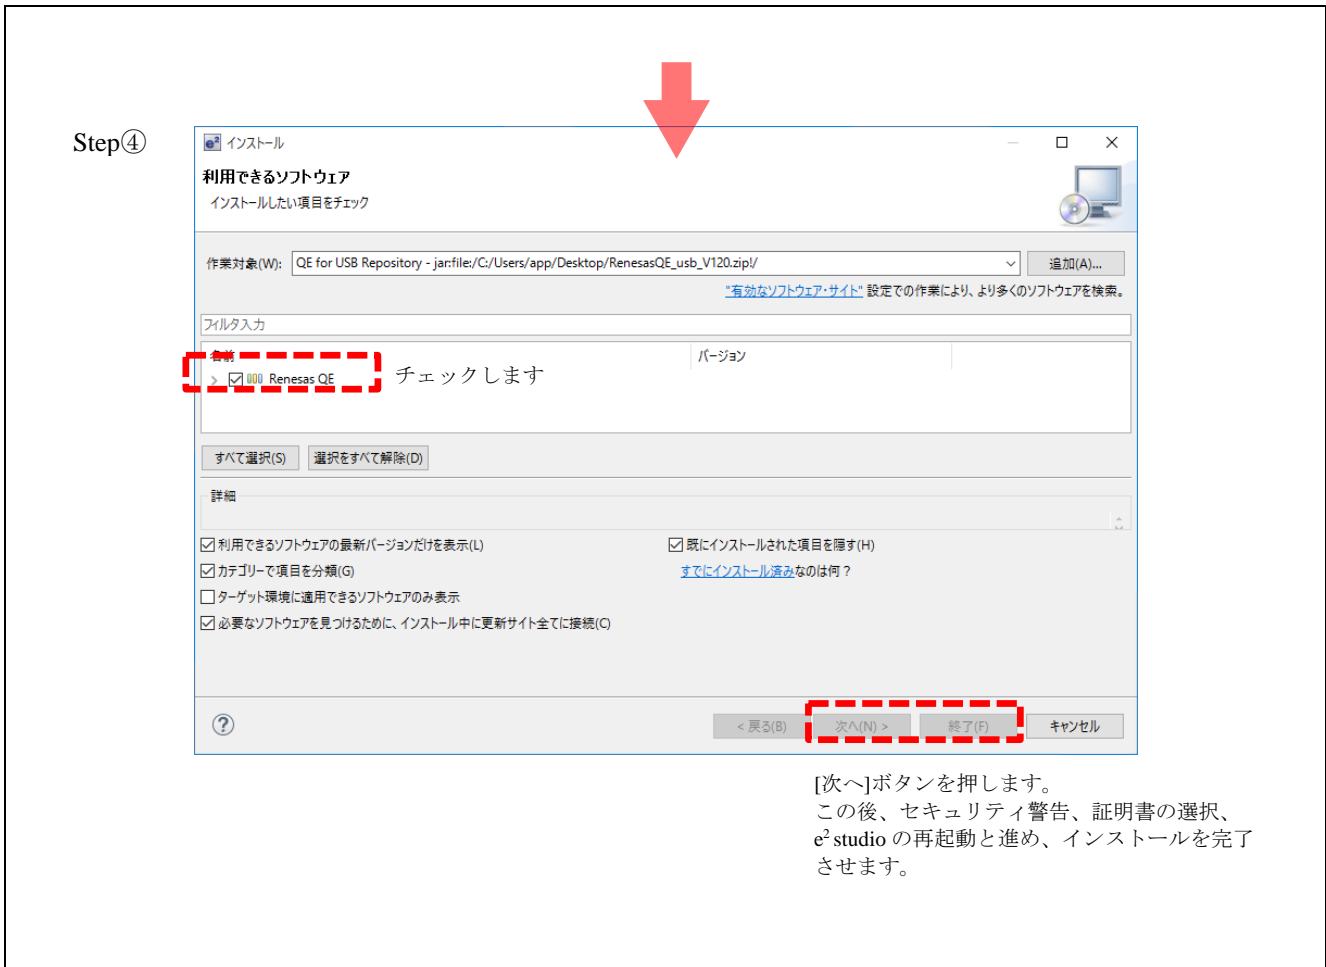 Step④
e² インストール
利用できるソフトウェア
インストールしたい項目をチェック
作業対象(W): QE for USB Repository - jar:file:/C:/Users/app/Desktop/RenesasQE_usb_V120.zip!/ 追加(A)...
"有効なソフトウェア・サイト" 設定での作業により、より多くのソフトウェアを検索。
フィルタ入力
名前 バージョン
Renesas QE チェックします
すべて選択(S) 選択をすべて解除(D)
詳細
利用できるソフトウェアの最新バージョンだけを表示(L) 既にインストールされた項目を隠す(H)
カテゴリーで項目を分類(G) すでにインストール済みなのは何？
ターゲット環境に適用できるソフトウェアのみ表示
必要なソフトウェアを見つけるために、インストール中に更新サイト全てに接続(C)
? < 戻る(B) 次へ(N) > 終了(F) キャンセル
[次へ]ボタンを押します。
この後、セキュリティ警告、証明書の選択、
e² studio の再起動と進め、インストールを完了
させます。